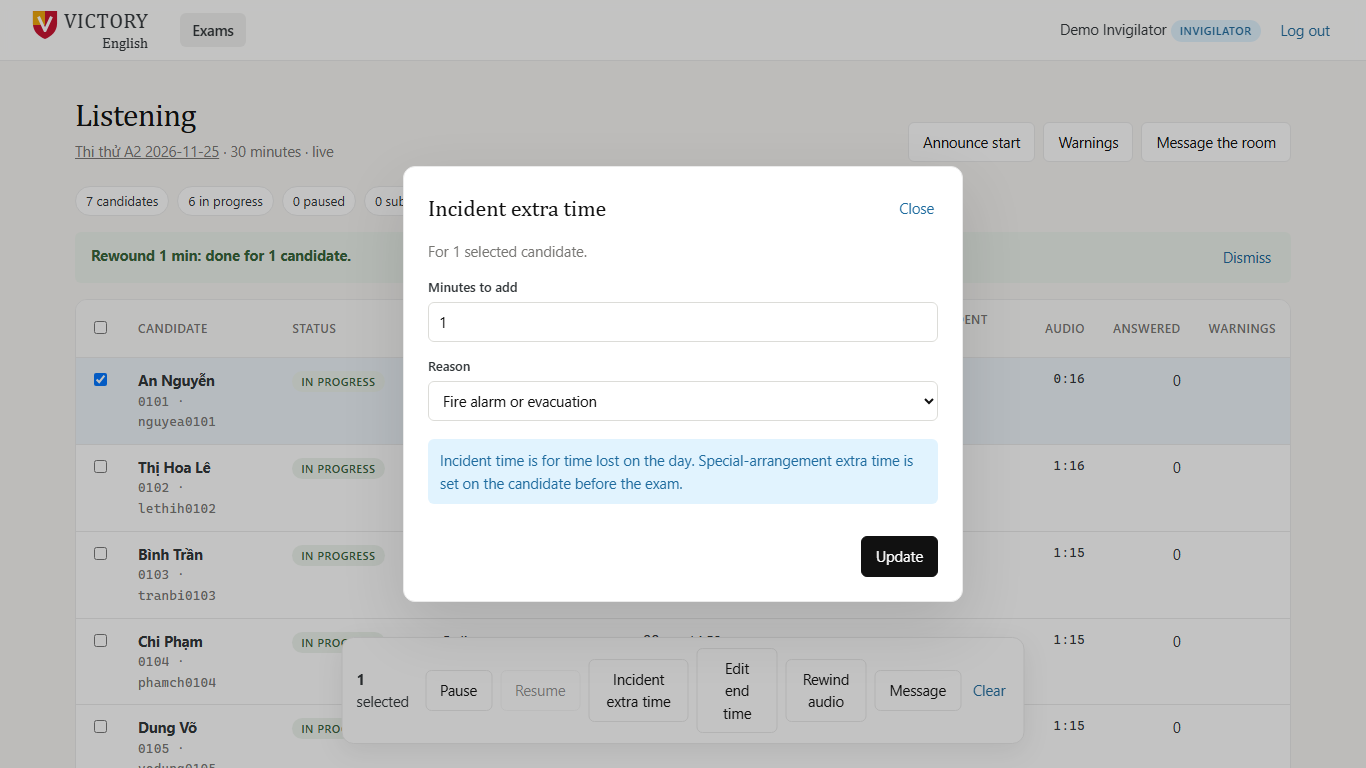 VICTORY
English
Exams
Demo Invigilator INVIGILATOR Log out
Listening
Thi thử A2 2026-11-25 · 30 minutes · live
Announce start
Warnings
Message the room
7 candidates
6 in progress
0 paused
Rewound 1 min: done for 1 candidate.
Dismiss
CANDIDATE STATUS AUDIO ANSWERED WARNINGS
An Nguyễn IN PROGRESS 0:16 0
0101 ·
nguyea0101
Thị Hoa Lê IN PROGRESS 1:16 0
0102 ·
lethih0102
Bình Trần IN PROGRESS 1:15 0
0103 ·
tranbi0103
Chi Phạm 1:15 0
0104 ·
phamch0104
Dung Võ 1:15 0
0105 ·
Incident extra time
Close
For 1 selected candidate.
Minutes to add
1
Reason
Fire alarm or evacuation
Incident time is for time lost on the day. Special-arrangement extra time is
set on the candidate before the exam.
Update
1
selected
Pause
Resume
Incident
extra time
Edit
end
time
Rewind
audio
Message
Clear